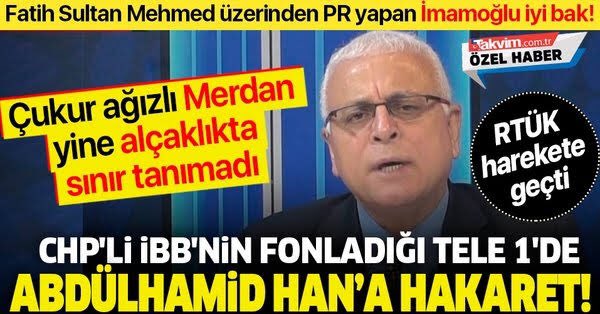 Fatih Sultan Mehmed üzerinden PR yapan İmamoğlu iyi bak!
Takvim.com.tr
ÖZEL HABER
Çukur ağızlı Merdan
yine alçaklıkta
sınır tanımadı
RTÜK
harekete
geçti
CHP'Lİ İBB'NİN FONLADIĞI TELE 1'DE
ABDÜLHAMİD HAN'A HAKARET!